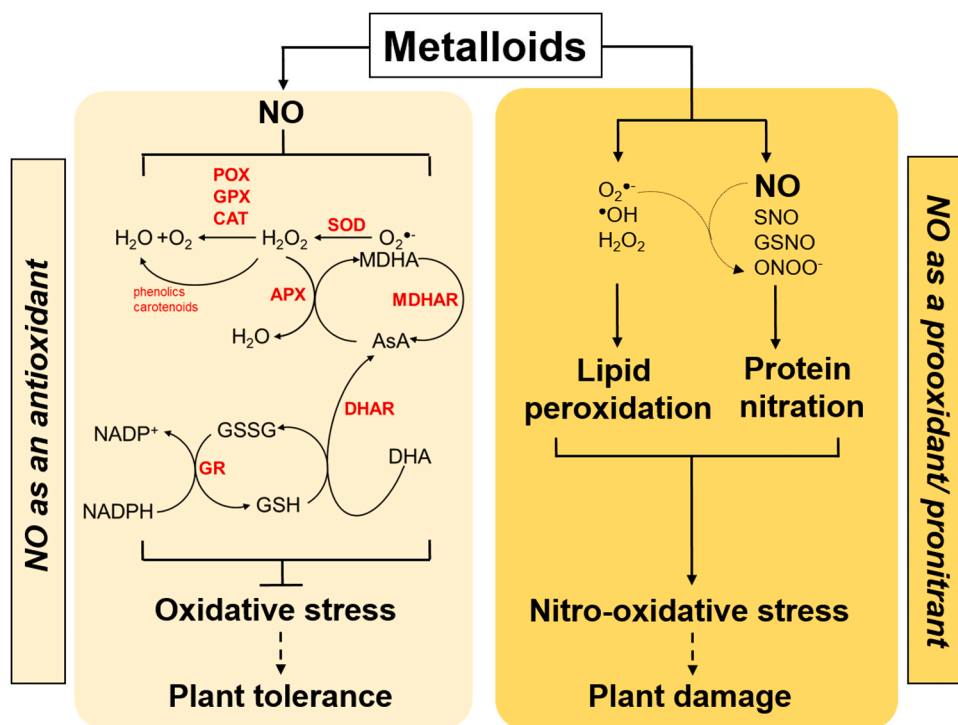 Metalloids
NO as an antioxidant
NO
POX
GPX
CAT
SOD
H₂O +O₂
H₂O₂
O₂•-
MDHA
phenolics
carotenoids
APX
MDHAR
H₂O
AsA
DHAR
NADP⁺
GSSG
GR
DHA
NADPH
GSH
Oxidative stress
Plant tolerance
O₂•-
•OH
H₂O₂
NO
SNO
GSNO
ONOO⁻
Lipid
peroxidation
Protein
nitration
Nitro-oxidative stress
Plant damage
NO as a prooxidant/ pronitrant